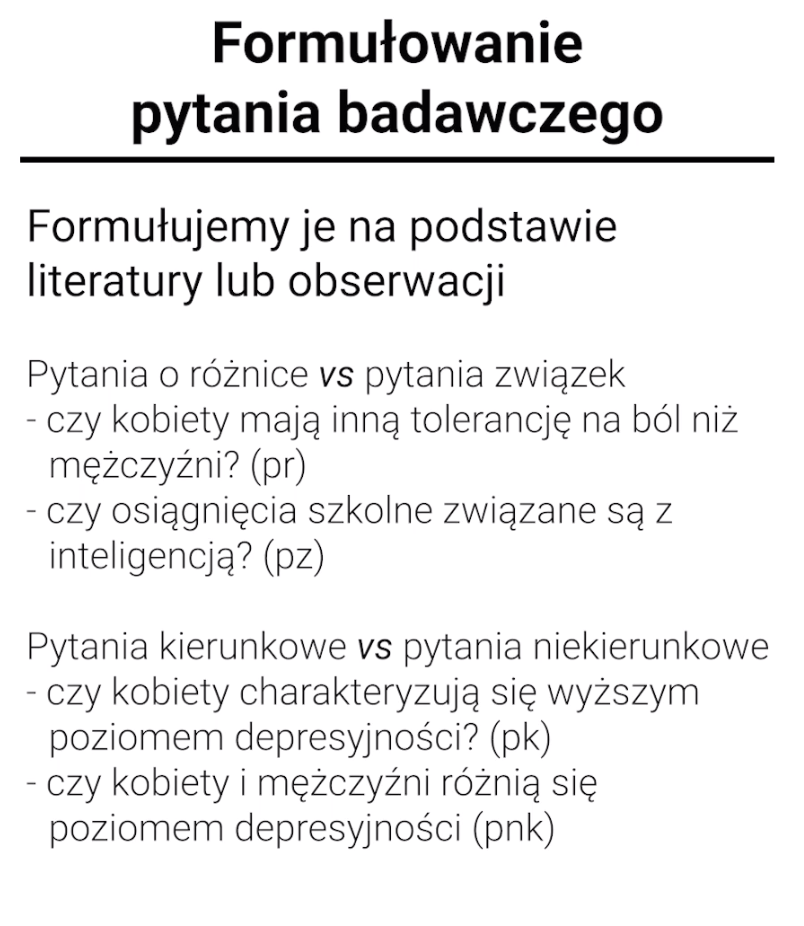 Formułowanie
pytania badawczego
Formułujemy je na podstawie
literatury lub obserwacji
Pytania o różnice vs pytania związek
- czy kobiety mają inną tolerancję na ból niż
mężczyźni? (pr)
- czy osiągnięcia szkolne związane są z
inteligencją? (pz)
Pytania kierunkowe vs pytania niekierunkowe
- czy kobiety charakteryzują się wyższym
poziomem depresyjności? (pk)
- czy kobiety i mężczyźni różnią się
poziomem depresyjności (pnk)